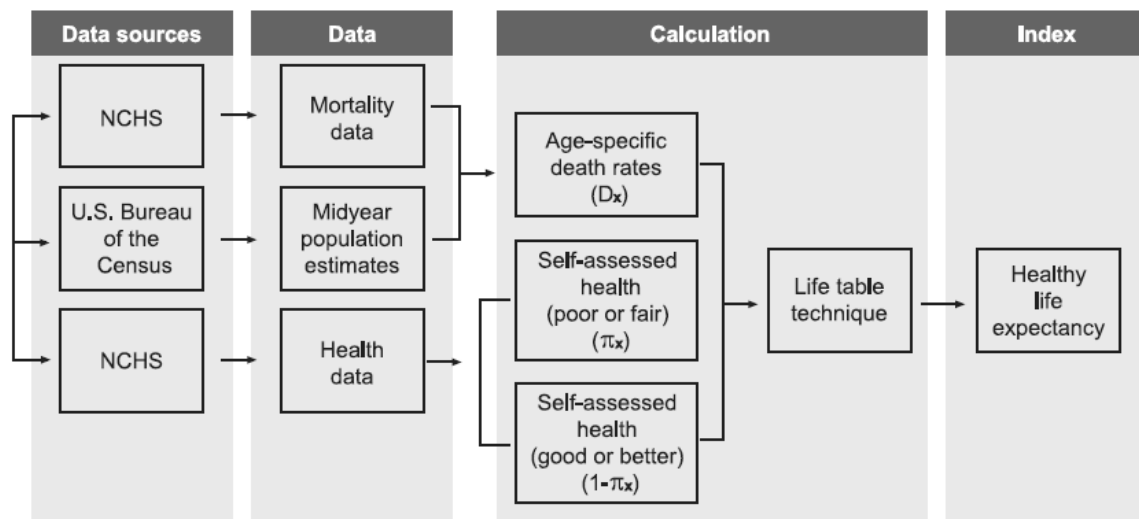 Data sources
Data
Calculation
Index
NCHS
Mortality
data
Age-specific
death rates
(Dx)
U.S. Bureau
of the
Census
Midyear
population
estimates
Self-assessed
health
(poor or fair)
(πx)
Life table
technique
Healthy
life
expectancy
NCHS
Health
data
Self-assessed
health
(good or better)
(1-πx)